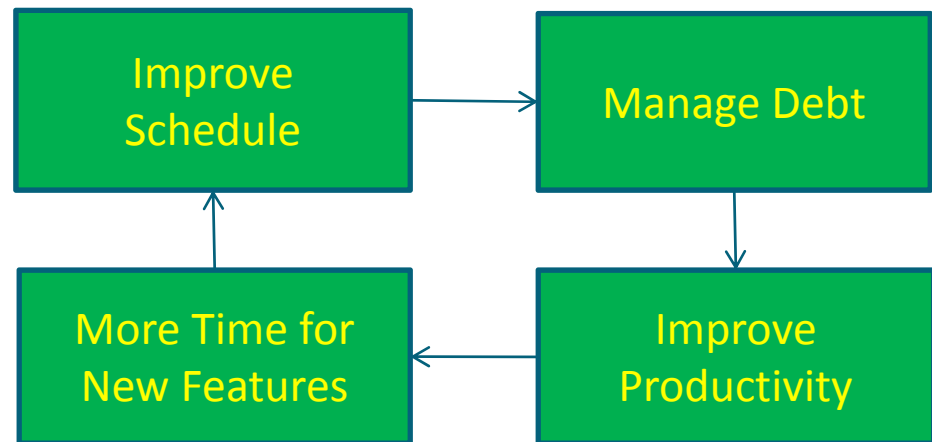 Improve
Schedule
Manage Debt
More Time for
New Features
Improve
Productivity